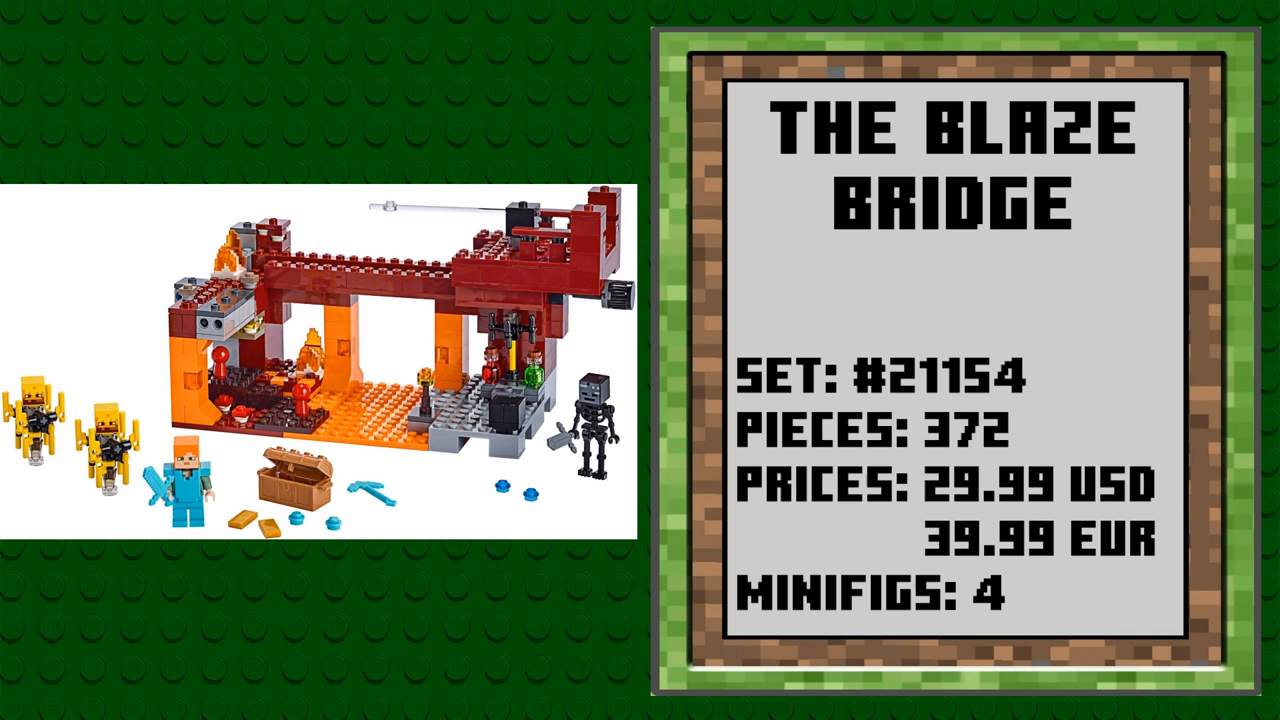 THE BLAZE
BRIDGE
SET: #21154
PIECES: 372
PRICES: 29.99 USD
39.99 EUR
MINIFIGS: 4